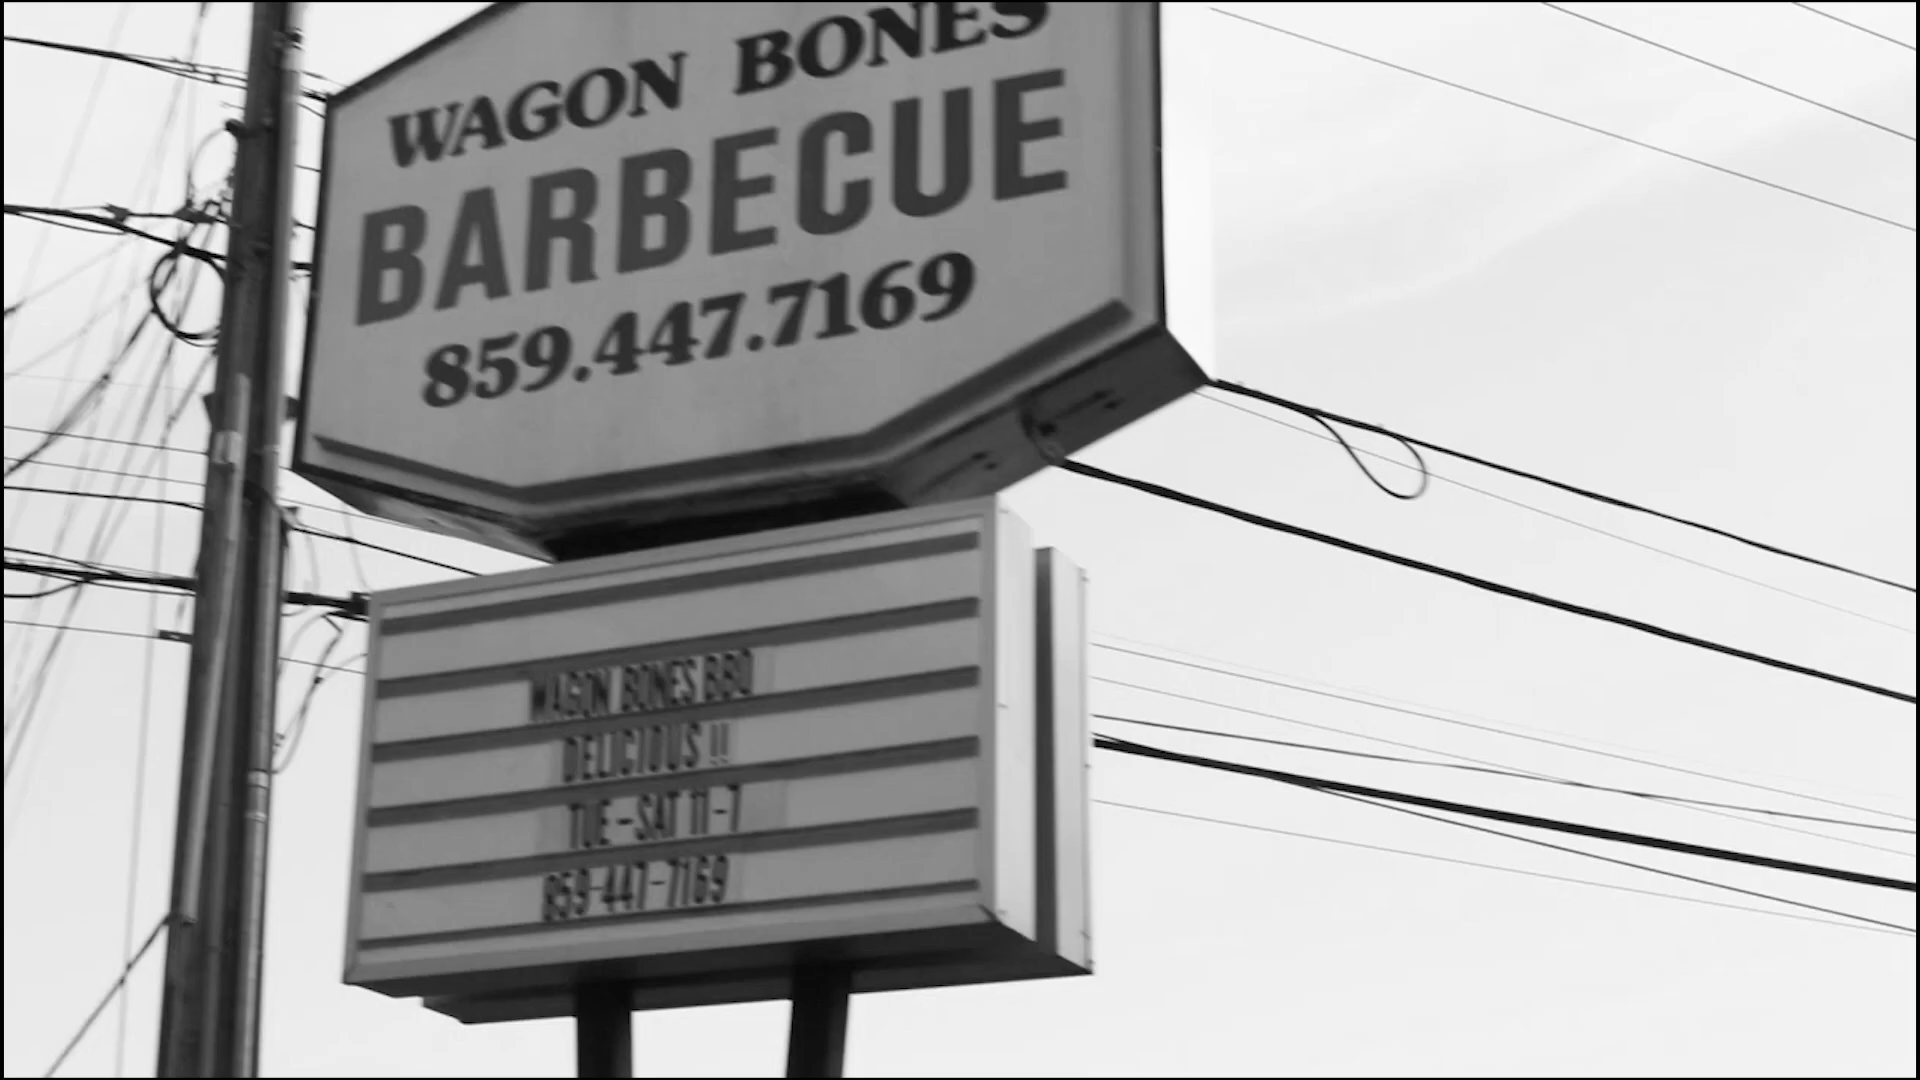 WAGON BONES
BARBECUE
859.447.7169
WAGON BONES BBQ
DELICIOUS !!
TUE-SAT 11-7
859-447-7169